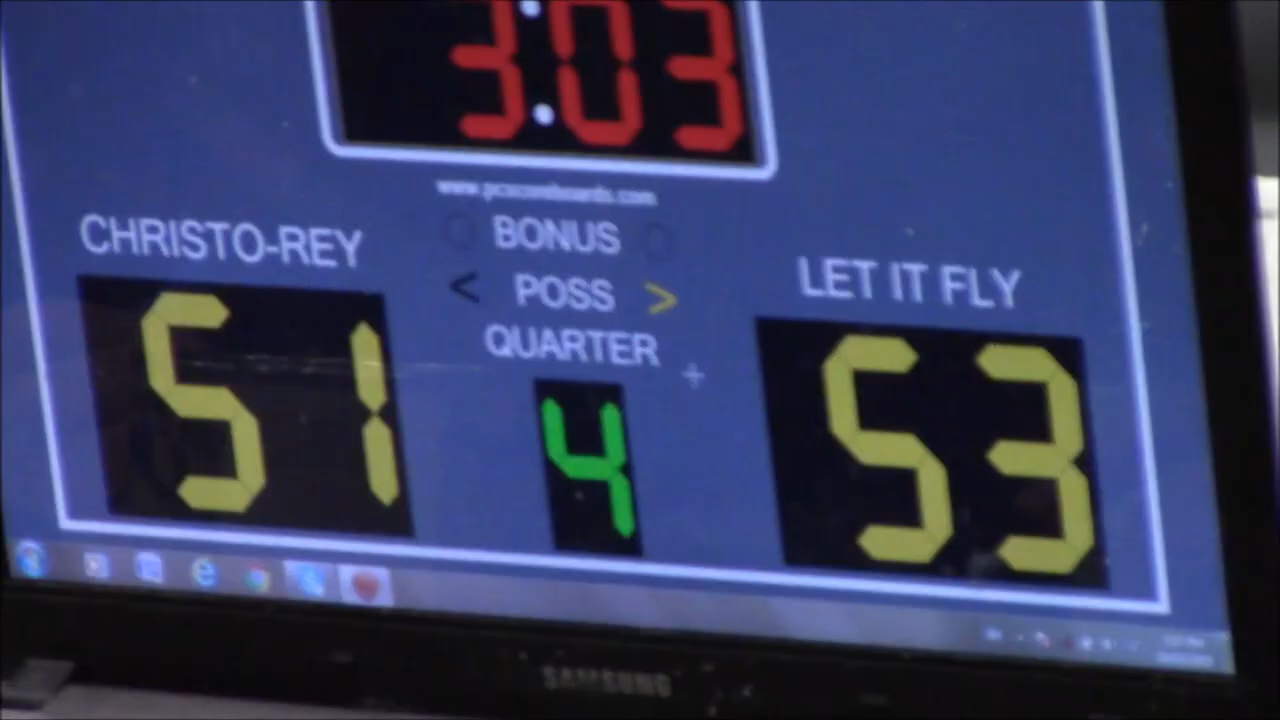 3:03
www.pcscoreboards.com
CHRISTO-REY
BONUS
< POSS >
LET IT FLY
QUARTER
51
4
53
SAMSUNG